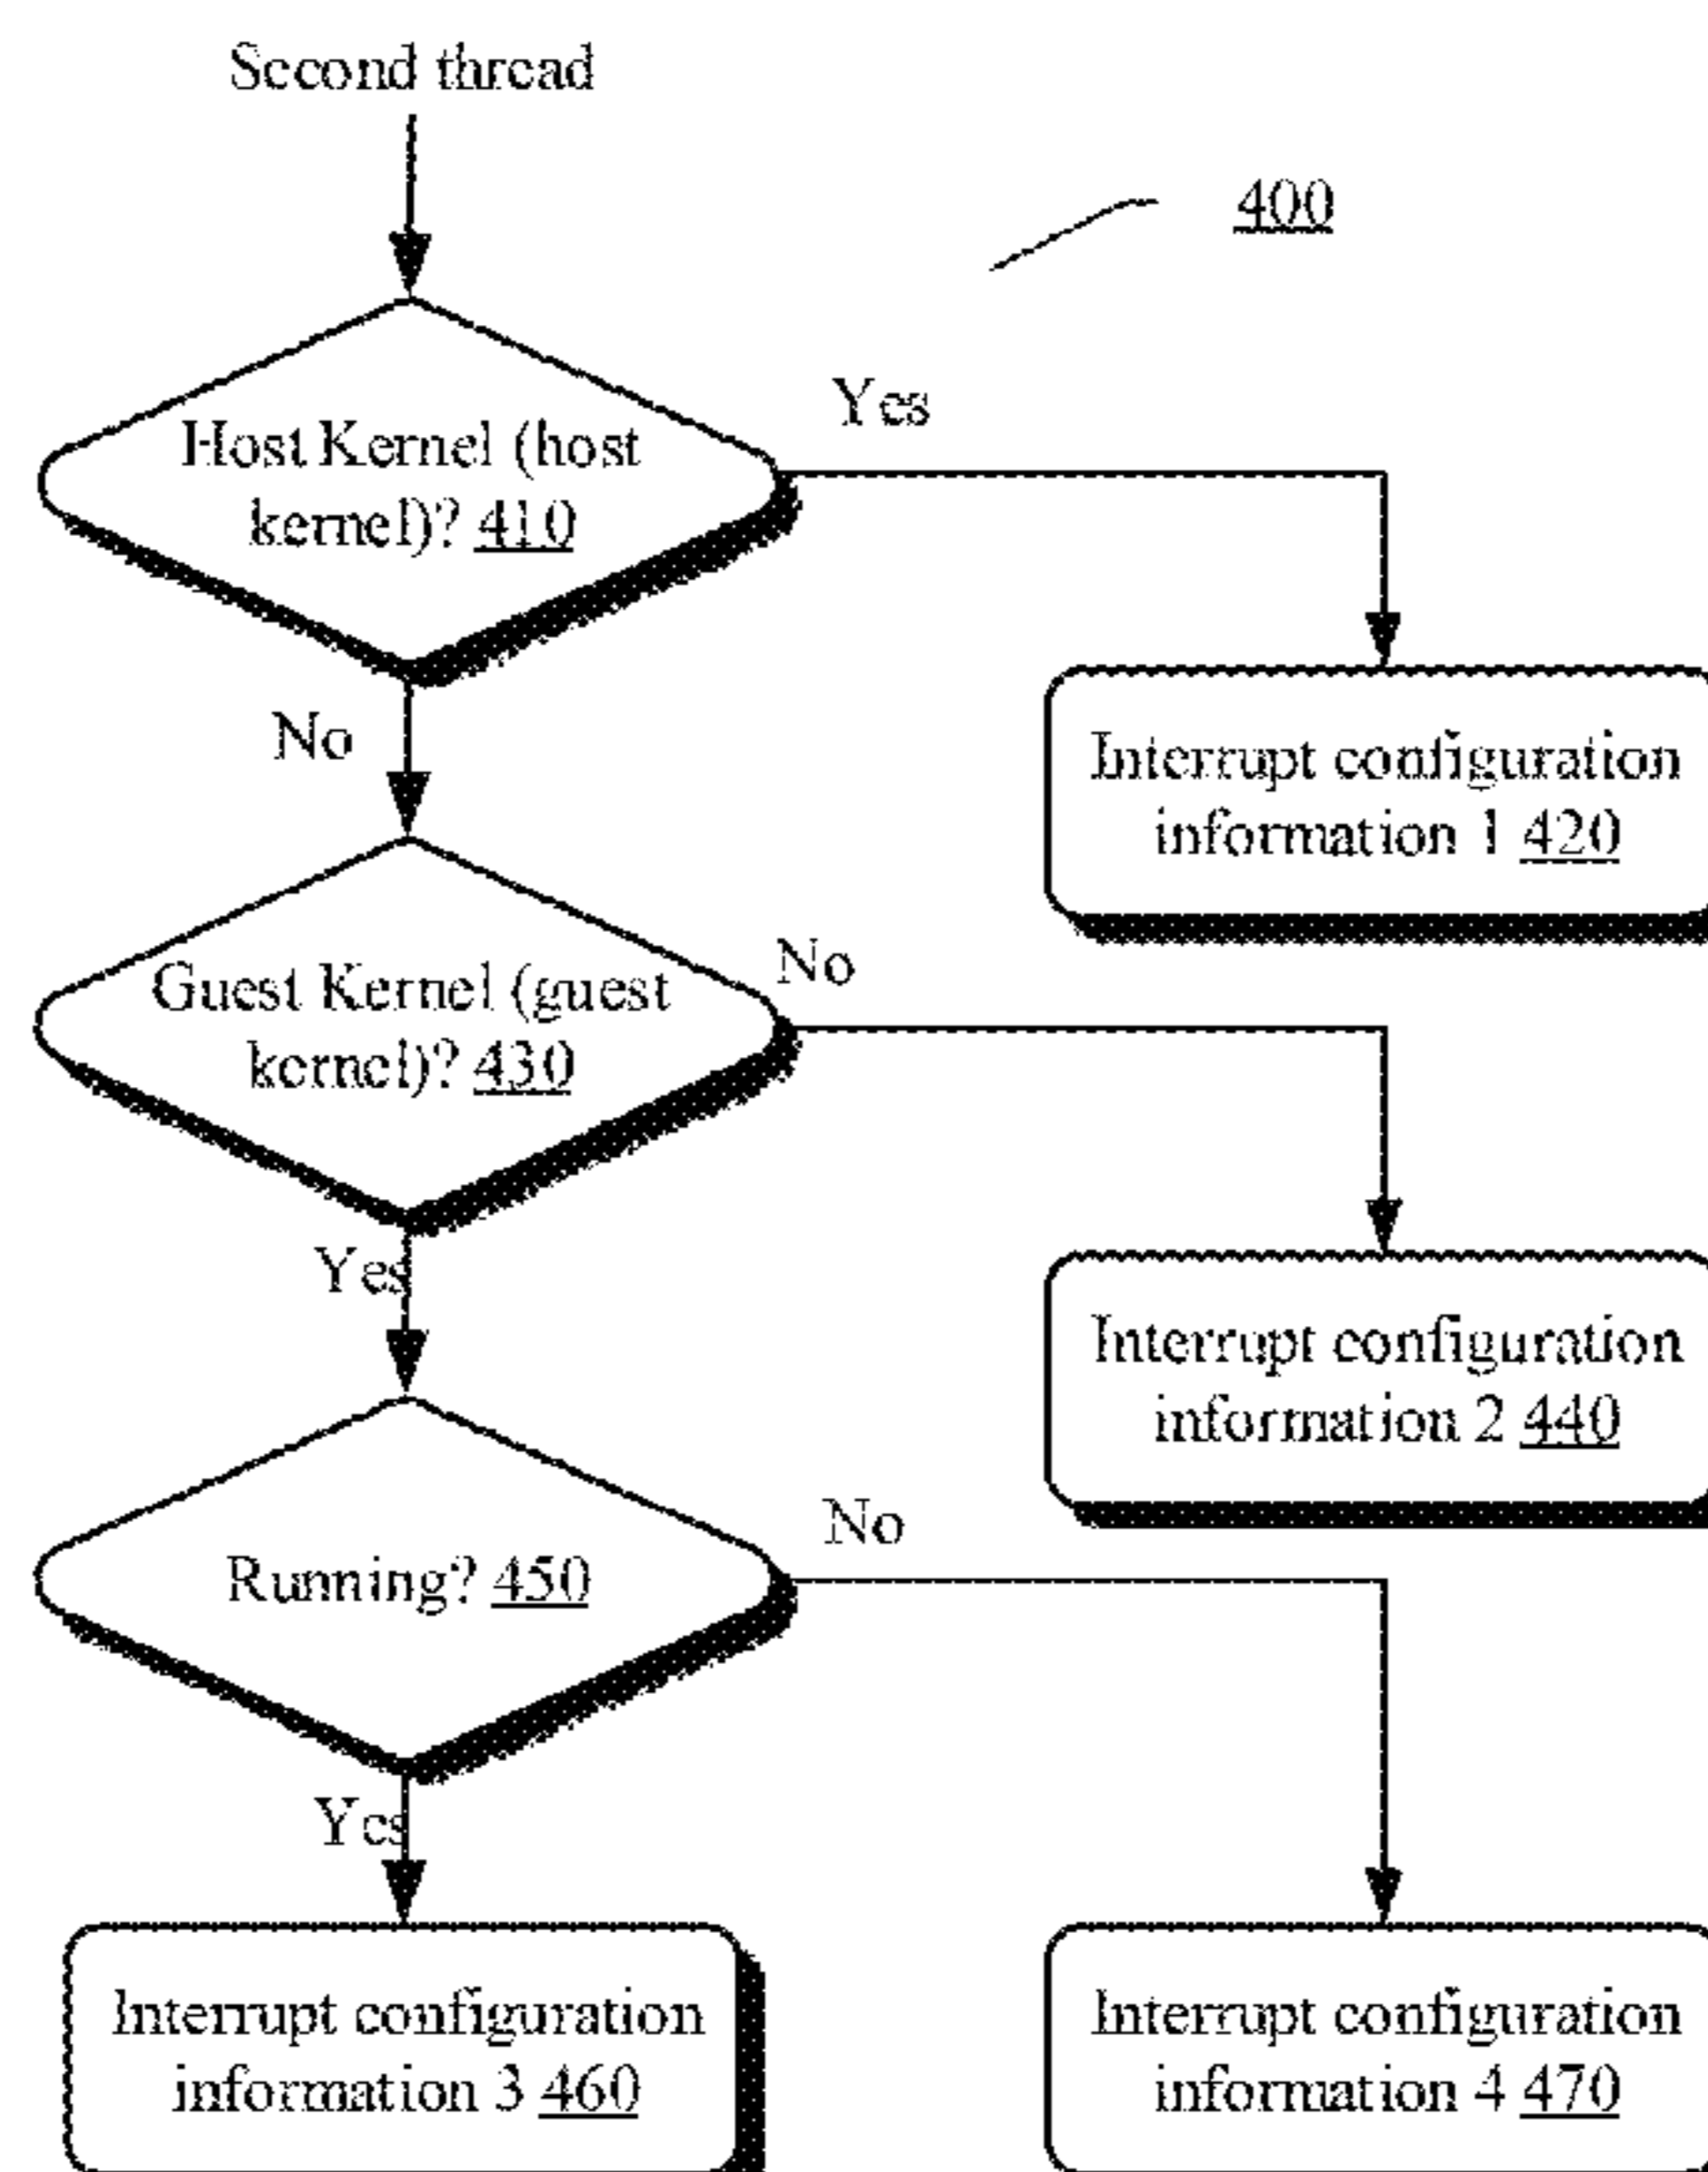 Second thread
400
Host Kernel (host
kernel)? 410
Yes
No
Interrupt configuration
information 1 420
Guest Kernel (guest
kernel)? 430
No
Yes
Interrupt configuration
information 2 440
Running? 450
No
Yes
Interrupt configuration
information 3 460
Interrupt configuration
information 4 470